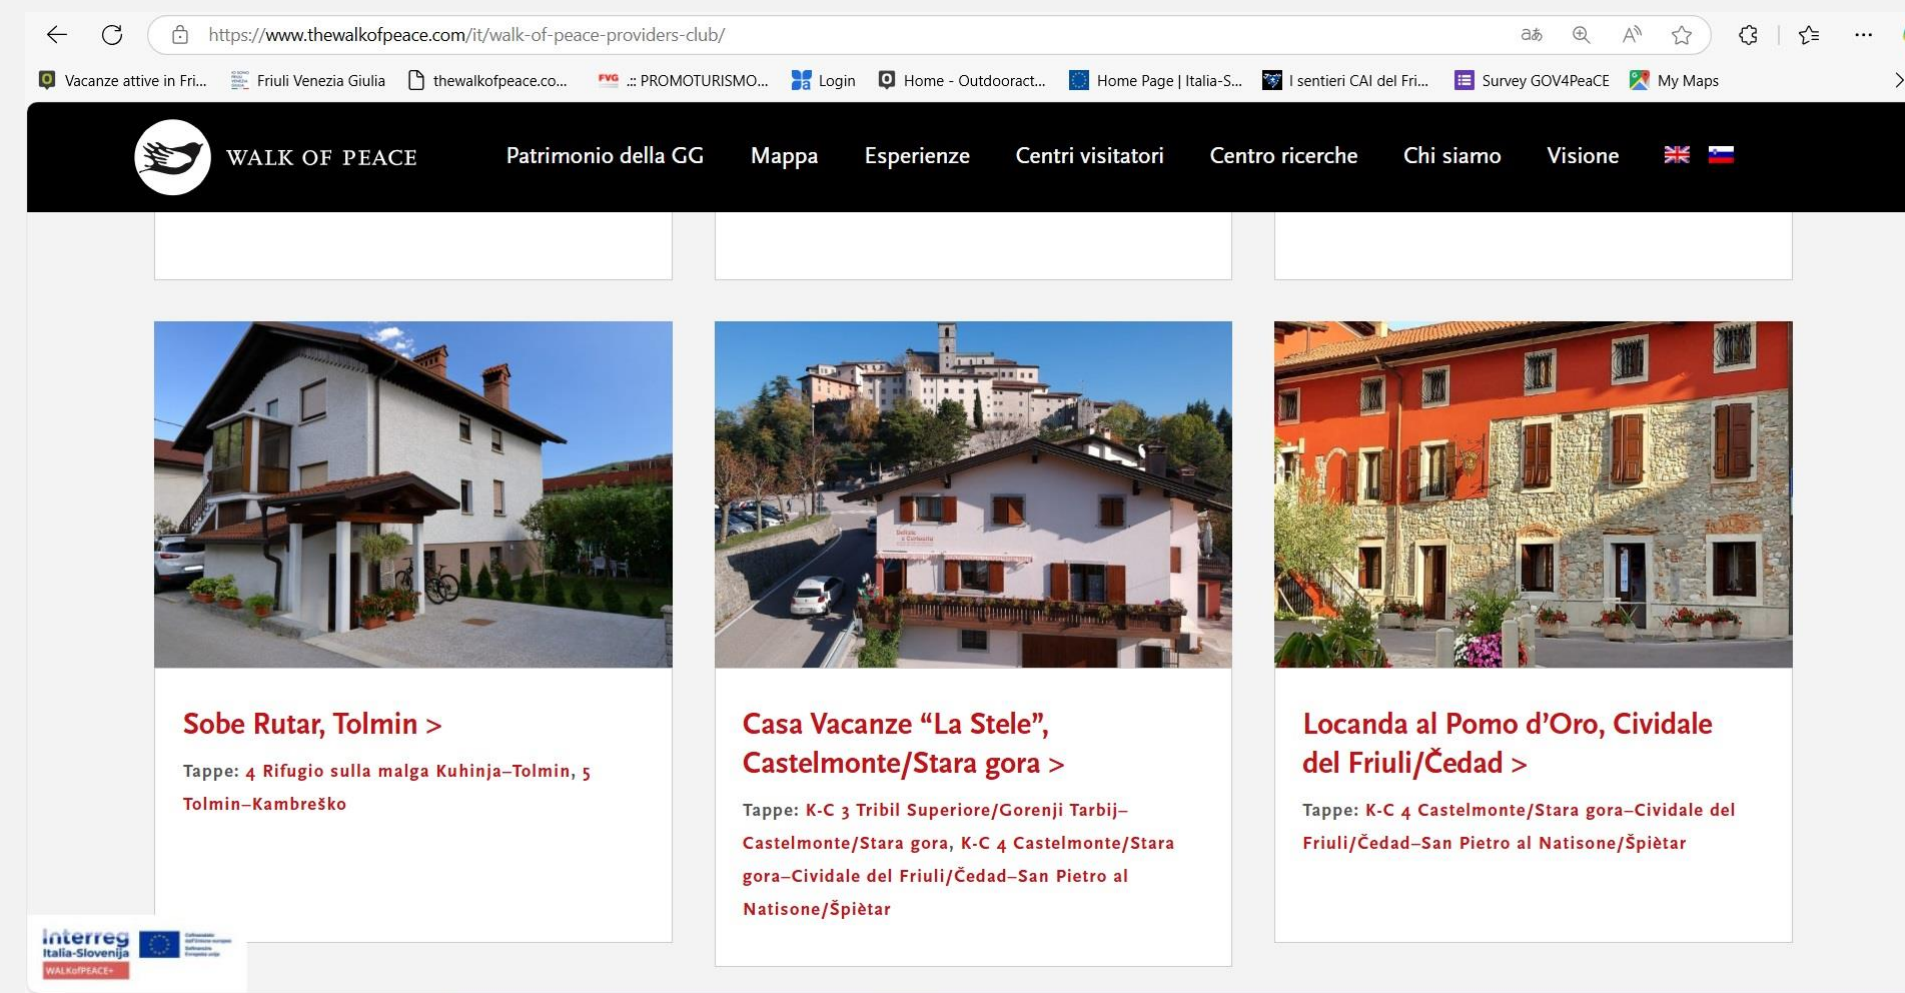 https://www.thewalkofpeace.com/it/walk-of-peace-providers-club/
Vacanze attive in Fri...
Friuli Venezia Giulia
thewalkofpeace.co...
FVG .:: PROMOTURISMO...
Login
Home - Outdooract...
Home Page | Italia-S...
I sentieri CAI del Fri...
Survey GOV4PeaCE
My Maps
WALK OF PEACE
Patrimonio della GG
Mappa
Esperienze
Centri visitatori
Centro ricerche
Chi siamo
Visione
Sobe Rutar, Tolmin >
Tappe: 4 Rifugio sulla malga Kuhinja–Tolmin, 5
Tolmin–Kambreško
Casa Vacanze “La Stele”,
Castelmonte/Stara gora >
Tappe: K-C 3 Tribil Superiore/Gorenji Tarbij–
Castelmonte/Stara gora, K-C 4 Castelmonte/Stara
gora–Cividale del Friuli/Čedad–San Pietro al
Natisone/Špiètar
Locanda al Pomo d’Oro, Cividale
del Friuli/Čedad >
Tappe: K-C 4 Castelmonte/Stara gora–Cividale del
Friuli/Čedad–San Pietro al Natisone/Špiètar
Interreg
Italia-Slovenija
WALKofPEACE+